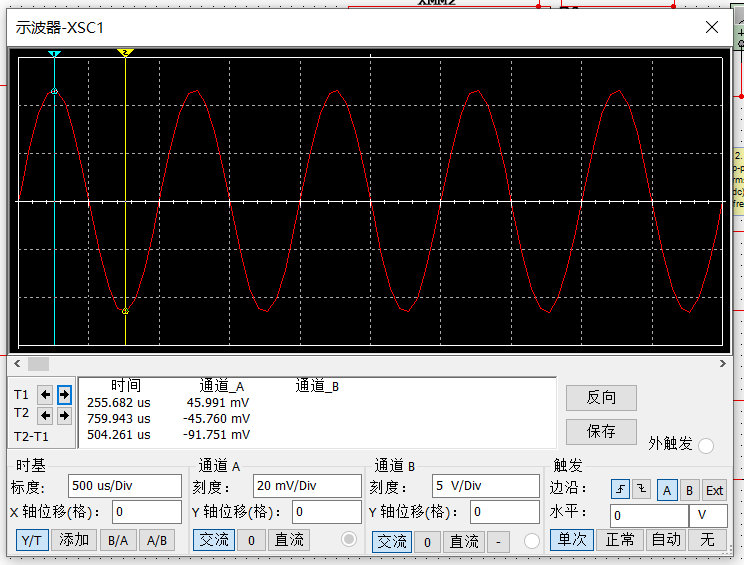 XMM2
示波器-XSC1
1
2
时间 通道_A 通道_B
T1 255.682 us 45.991 mV
T2 759.943 us -45.760 mV
T2-T1 504.261 us -91.751 mV
反向
保存
外触发
时基
标度: 500 us/Div
X 轴位移(格): 0
Y/T 添加 B/A A/B
通道 A
刻度: 20 mV/Div
Y 轴位移(格): 0
交流 0 直流
通道 B
刻度: 5 V/Div
Y 轴位移(格): 0
交流 0 直流 -
触发
边沿: A B Ext
水平: 0 V
单次 正常 自动 无